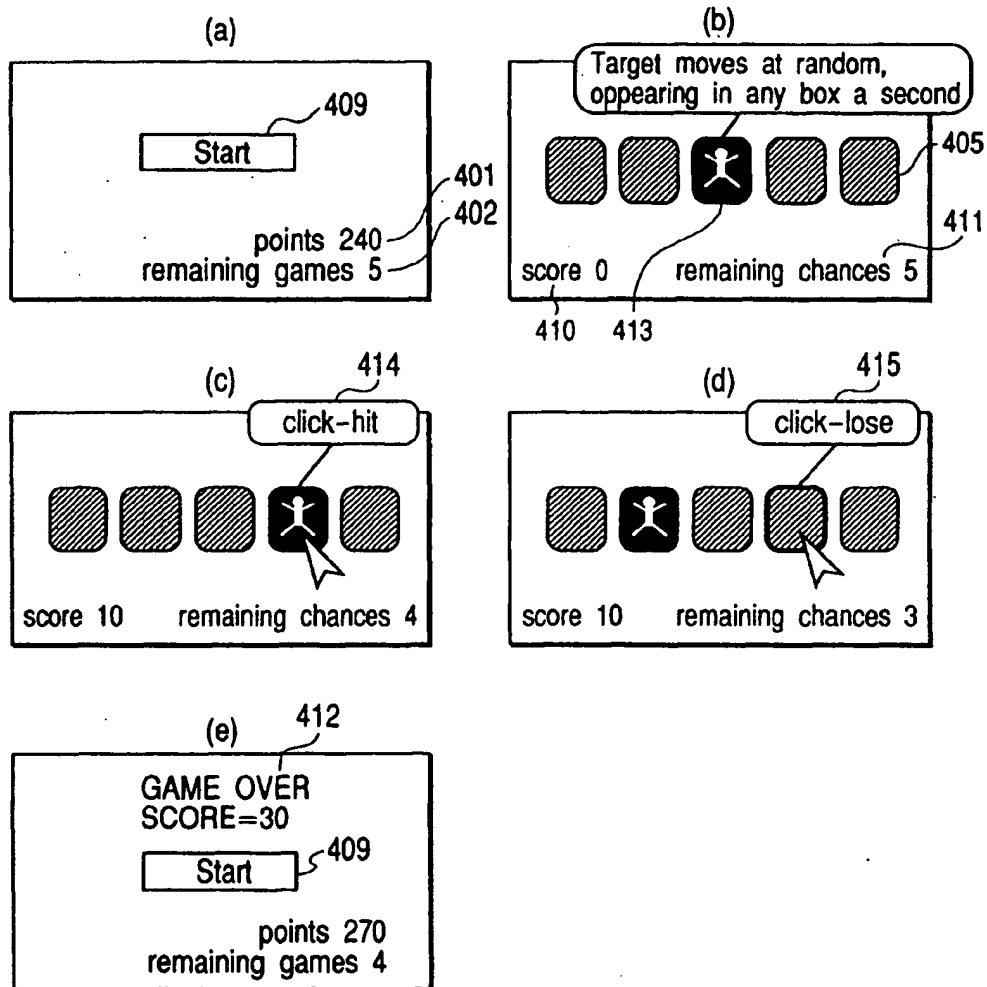 (a)
409
Start
401
402
points 240
remaining games 5
(b)
Target moves at random,
oppearing in any box a second
405
411
score 0 remaining chances 5
410 413
(c)
414
click-hit
score 10 remaining chances 4
(d)
415
click-lose
score 10 remaining chances 3
(e)
412
GAME OVER
SCORE=30
409
Start
points 270
remaining games 4